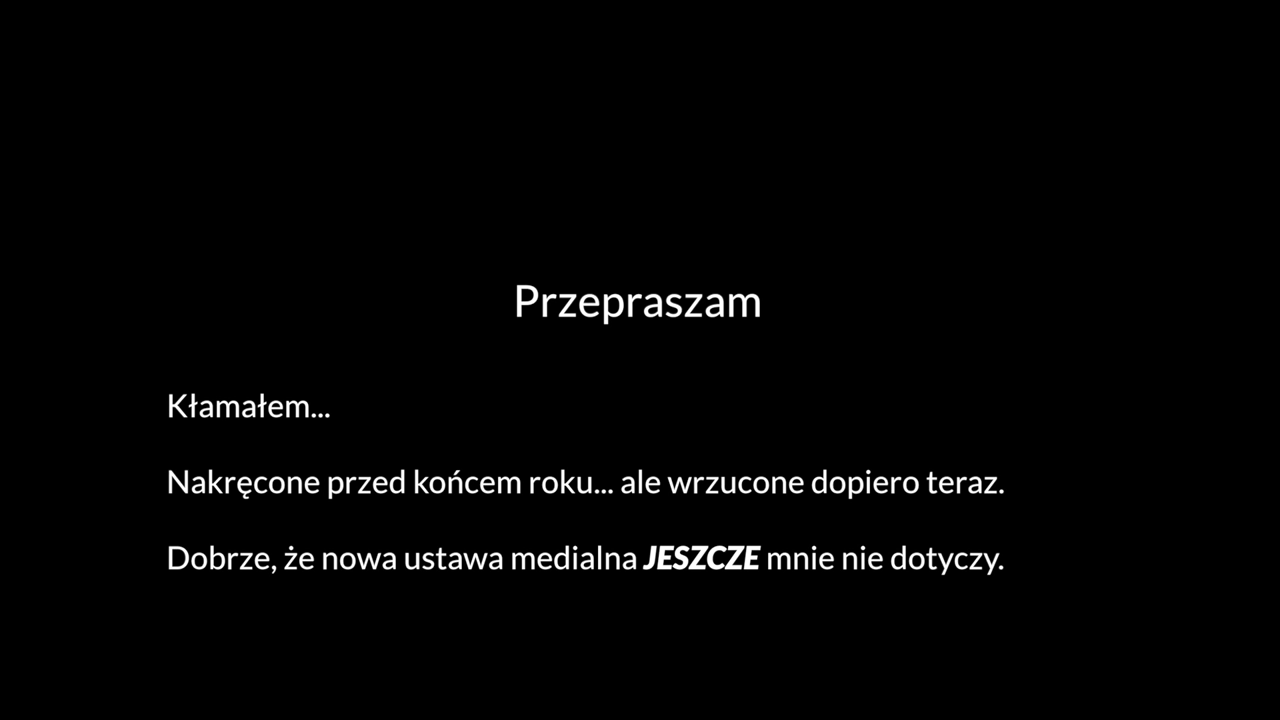 Przepraszam
Kłamałem...
Nakręcone przed końcem roku... ale wrzucone dopiero teraz.
Dobrze, że nowa ustawa medialna JESZCZE mnie nie dotyczy.